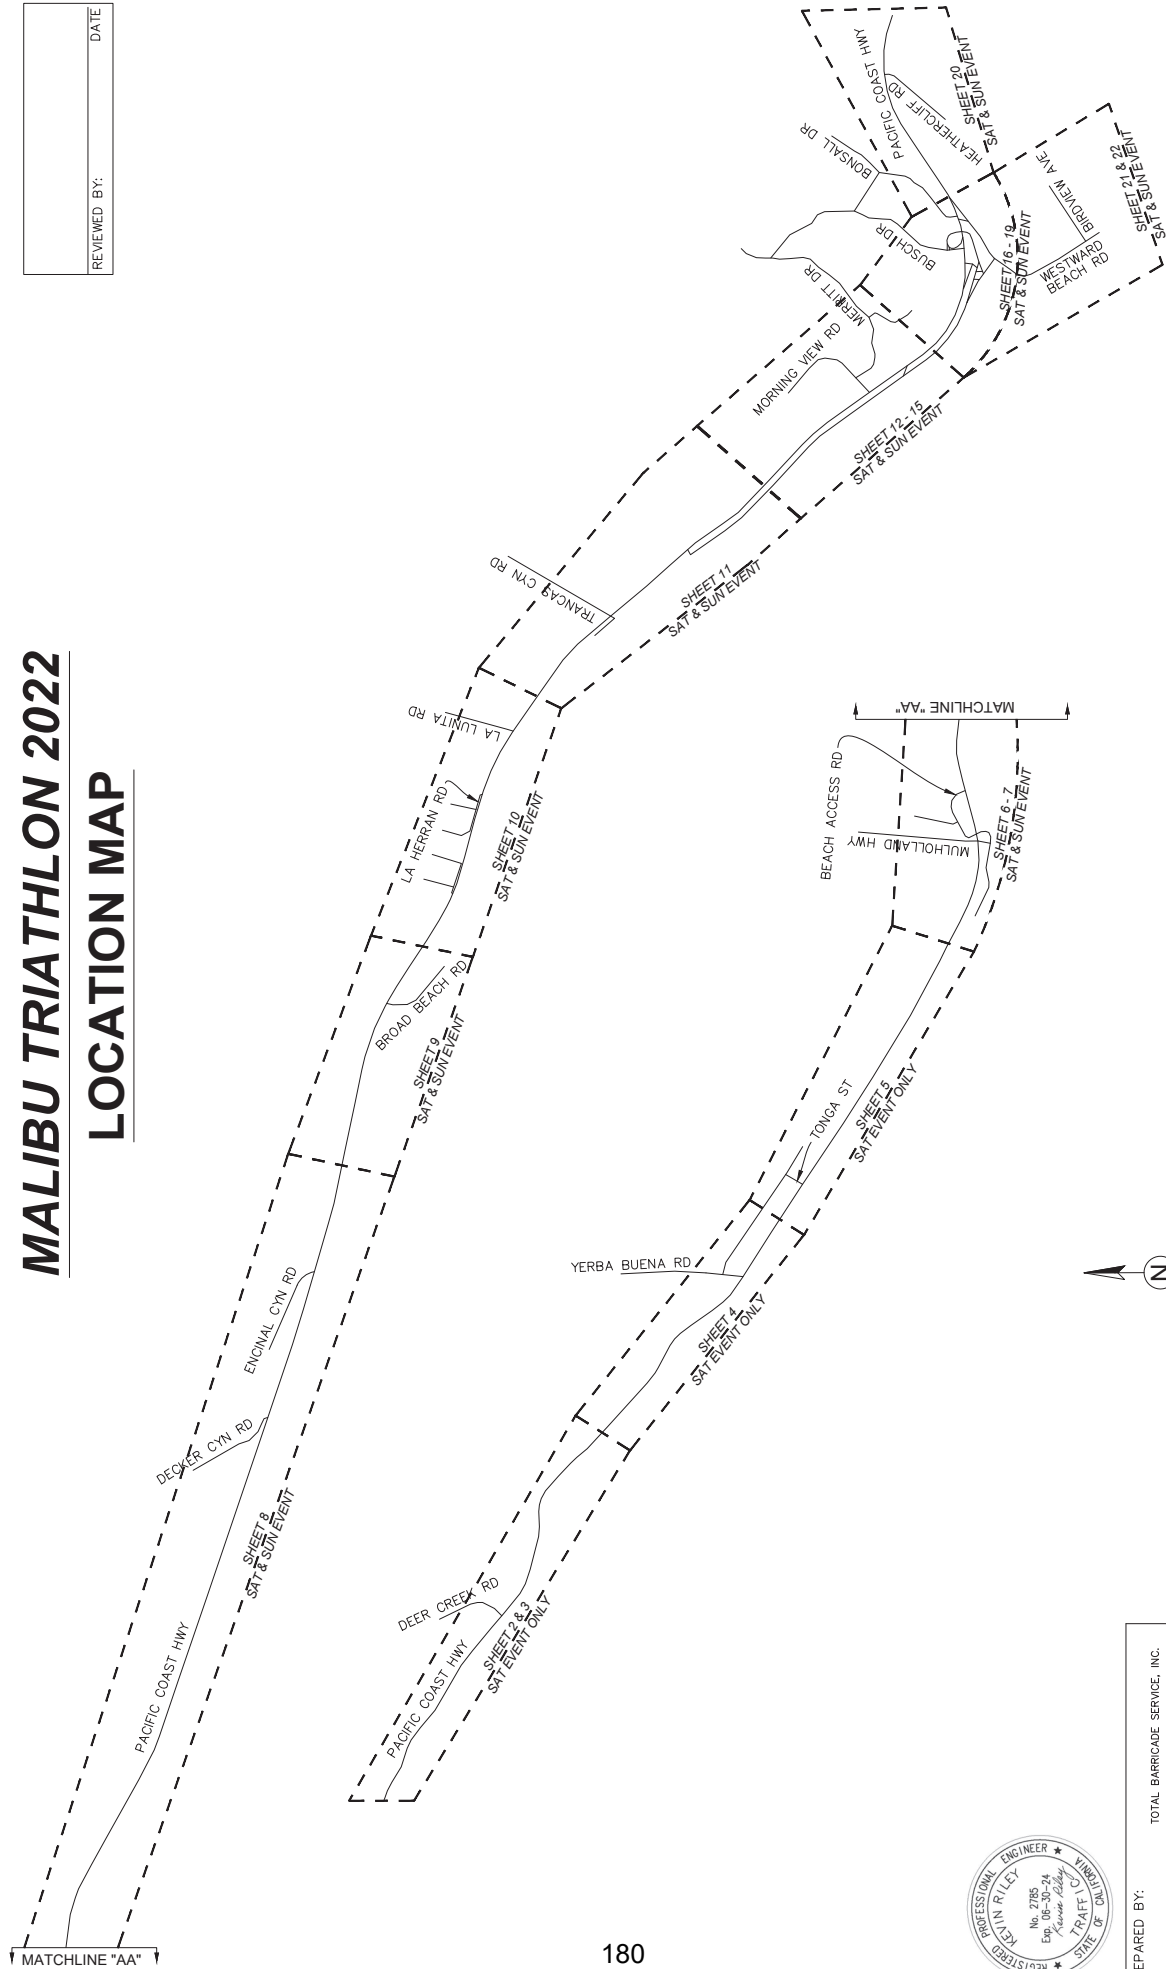 MALIBU TRIATHLON 2022
LOCATION MAP
REVIEWED BY:
DATE
MATCHLINE "AA"
PACIFIC COAST HWY
DECKER CYN RD
ENCINAL CYN RD
SHEET 8
SAT & SUN EVENT
BROAD BEACH RD
SHEET 9
SAT & SUN EVENT
LA HERRAN RD
LA LUNITA RD
SHEET 10
SAT & SUN EVENT
TRANCAS CYN RD
SHEET 11
SAT & SUN EVENT
MORNING VIEW RD
MERRITT DR
SHEET 12 - 15
SAT & SUN EVENT
BUSCH DR
BONSALL DR
PACIFIC COAST HWY
HEATHERCLIFF RD
SHEET 20
SAT & SUN EVENT
SHEET 16 - 19
SAT & SUN EVENT
WESTWARD
BEACH RD
BIRDVIEW AVE
SHEET 21 & 22
SAT & SUN EVENT
PACIFIC COAST HWY
DEER CREEK RD
SHEET 2 & 3
SAT EVENT ONLY
SHEET 4
SAT EVENT ONLY
YERBA BUENA RD
TONGA ST
SHEET 5
SAT EVENT ONLY
BEACH ACCESS RD
MULHOLLAND HWY
SHEET 6 - 7
SAT & SUN EVENT
MATCHLINE "AA"
N
REGISTERED PROFESSIONAL ENGINEER
KEVIN RILEY
No. 2785
Exp. 06-30-24
Kevin Riley
TRAFFIC
STATE OF CALIFORNIA
EPARED BY:
TOTAL BARRICADE SERVICE, INC.
180